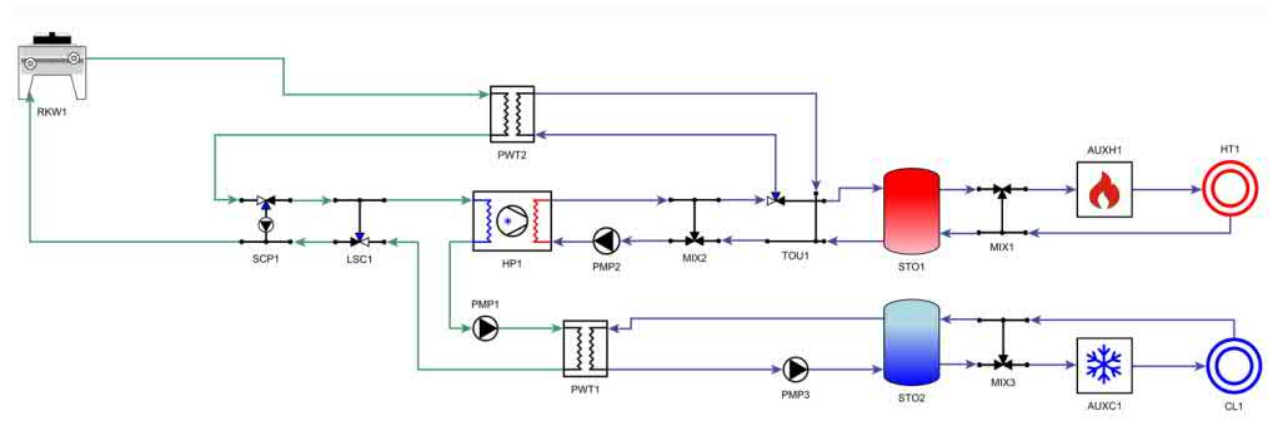 RKW1
PWT2
AUXH1
HT1
SCP1
LSC1
HP1
PMP2
MIX2
TOU1
STO1
MIX1
PMP1
PWT1
PMP3
STO2
MIX3
AUXC1
CL1